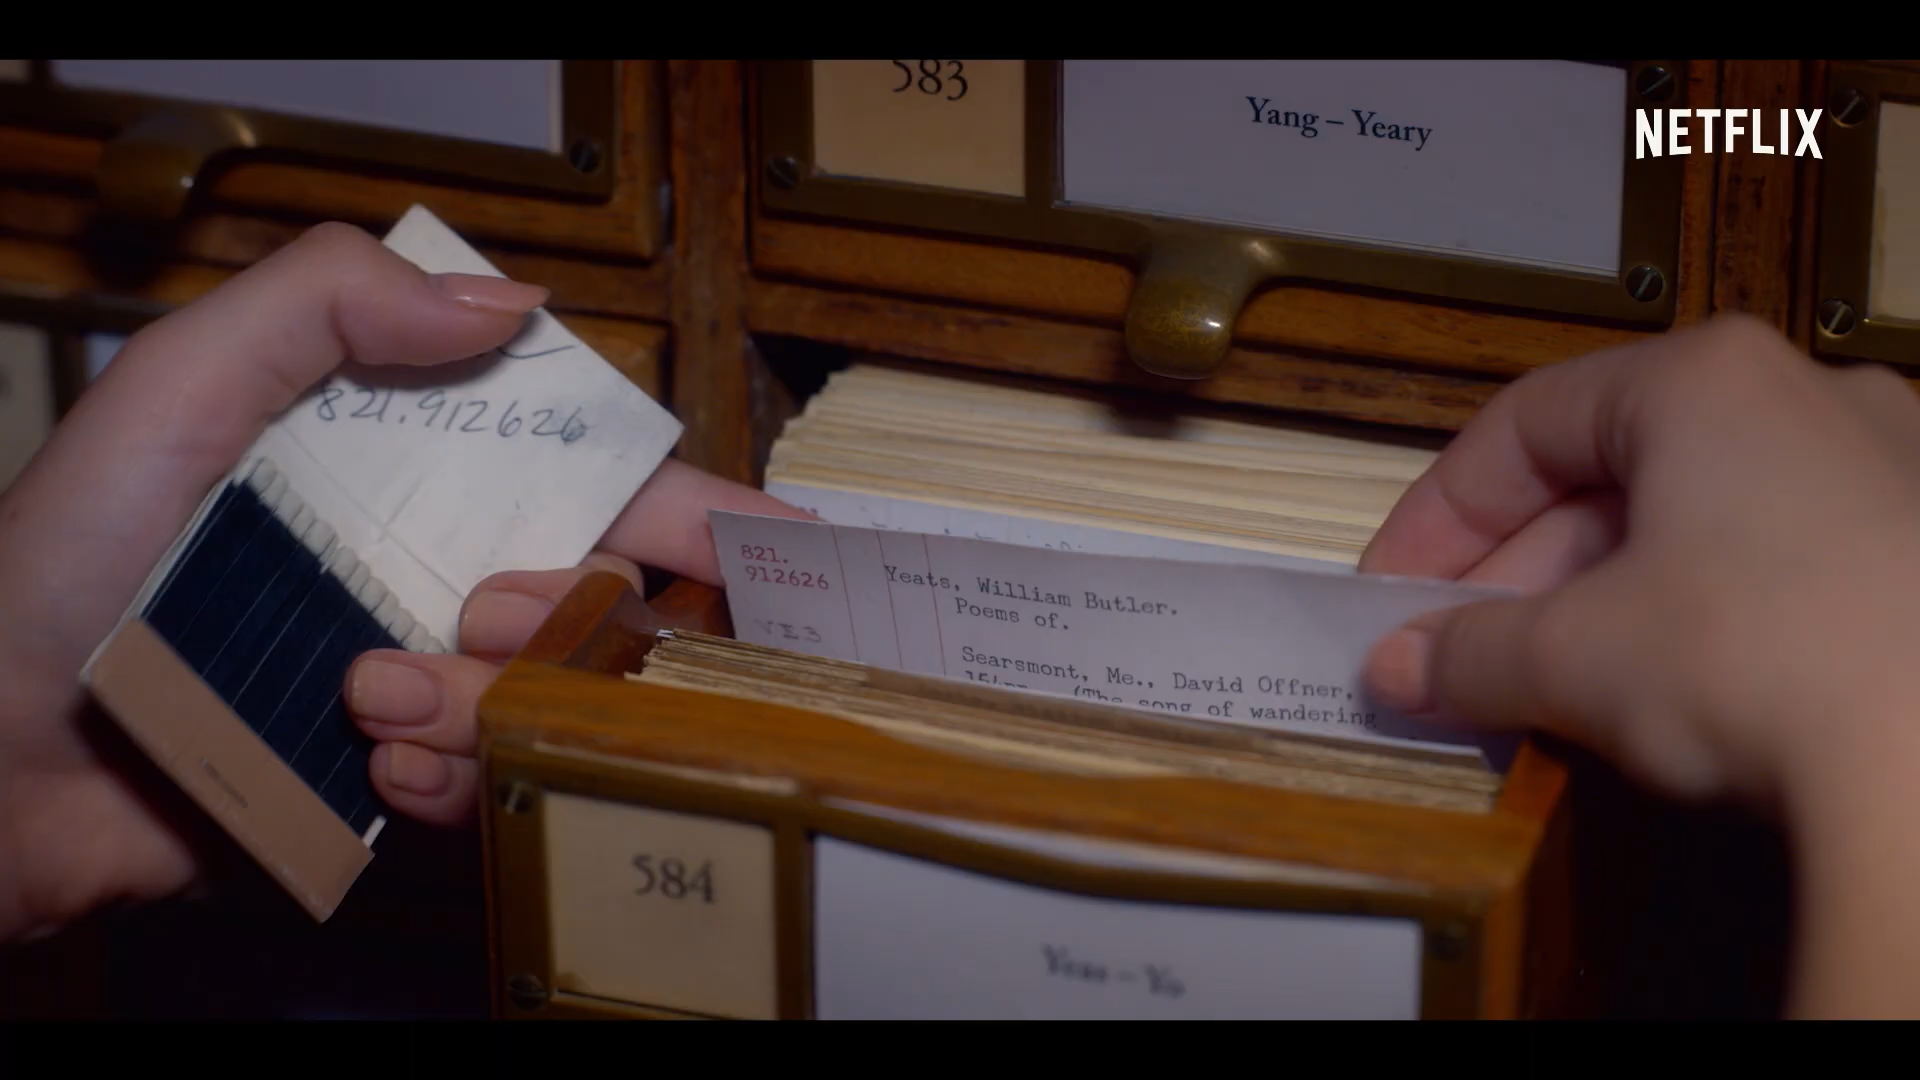 583
Yang – Yeary
NETFLIX
821.912626
821.
912626
Yeats, William Butler.
Poems of.
Searsmont, Me., David Offner,
(The song of wandering
584